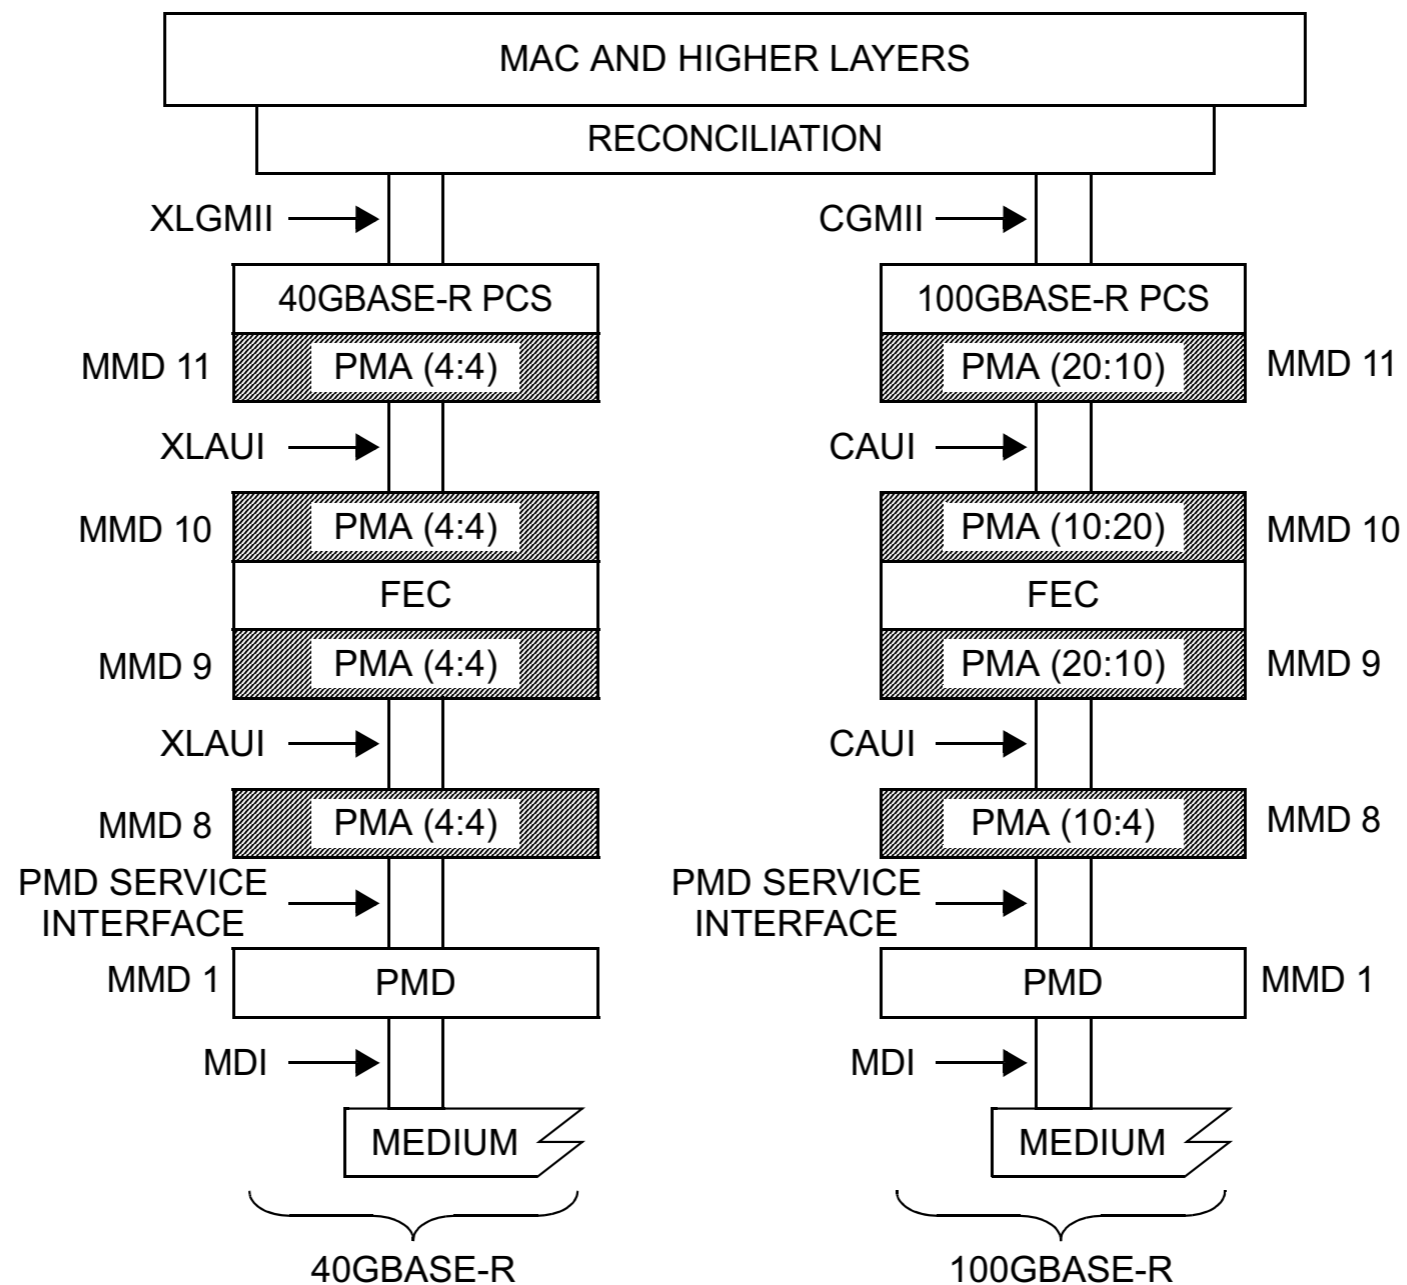 MAC AND HIGHER LAYERS
RECONCILIATION
XLGMII
CGMII
40GBASE-R PCS
100GBASE-R PCS
MMD 11
PMA (4:4)
PMA (20:10)
MMD 11
XLAUI
CAUI
MMD 10
PMA (4:4)
PMA (10:20)
MMD 10
FEC
FEC
MMD 9
PMA (4:4)
PMA (20:10)
MMD 9
XLAUI
CAUI
MMD 8
PMA (4:4)
PMA (10:4)
MMD 8
PMD SERVICE
INTERFACE
PMD SERVICE
INTERFACE
MMD 1
PMD
PMD
MMD 1
MDI
MDI
MEDIUM
MEDIUM
40GBASE-R
100GBASE-R